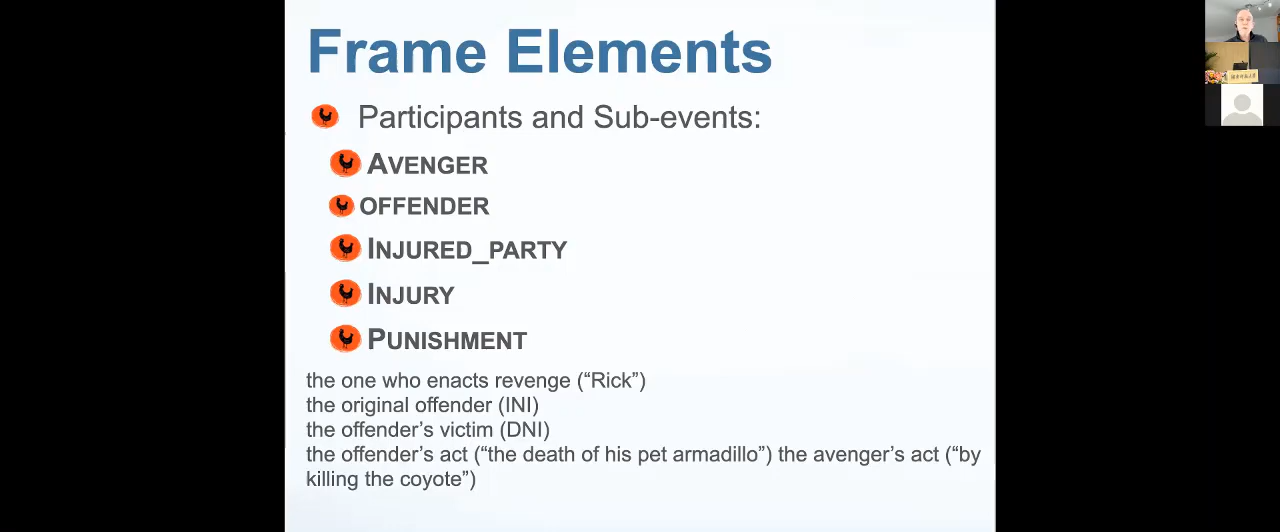 Frame Elements
Participants and Sub-events:
AVENGER
OFFENDER
INJURED_PARTY
INJURY
PUNISHMENT
the one who enacts revenge (“Rick”)
the original offender (INI)
the offender’s victim (DNI)
the offender’s act (“the death of his pet armadillo”) the avenger’s act (“by
killing the coyote”)